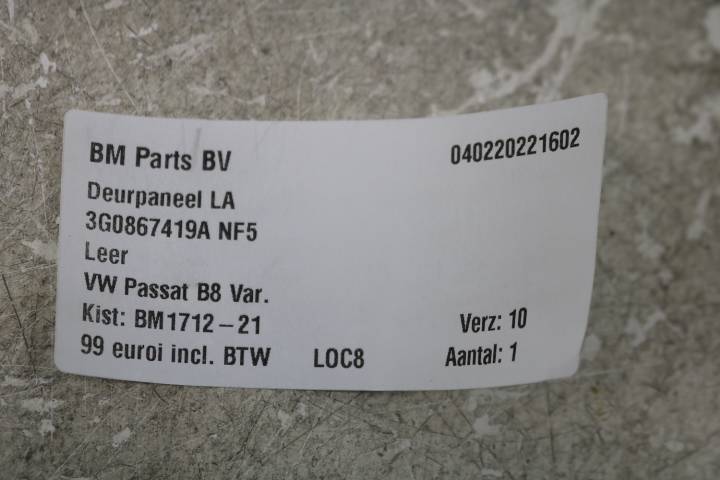 BM Parts BV 040220221602
Deurpaneel LA
3G0867419A NF5
Leer
VW Passat B8 Var.
Kist: BM1712-21 Verz: 10
99 euroi incl. BTW LOC8 Aantal: 1